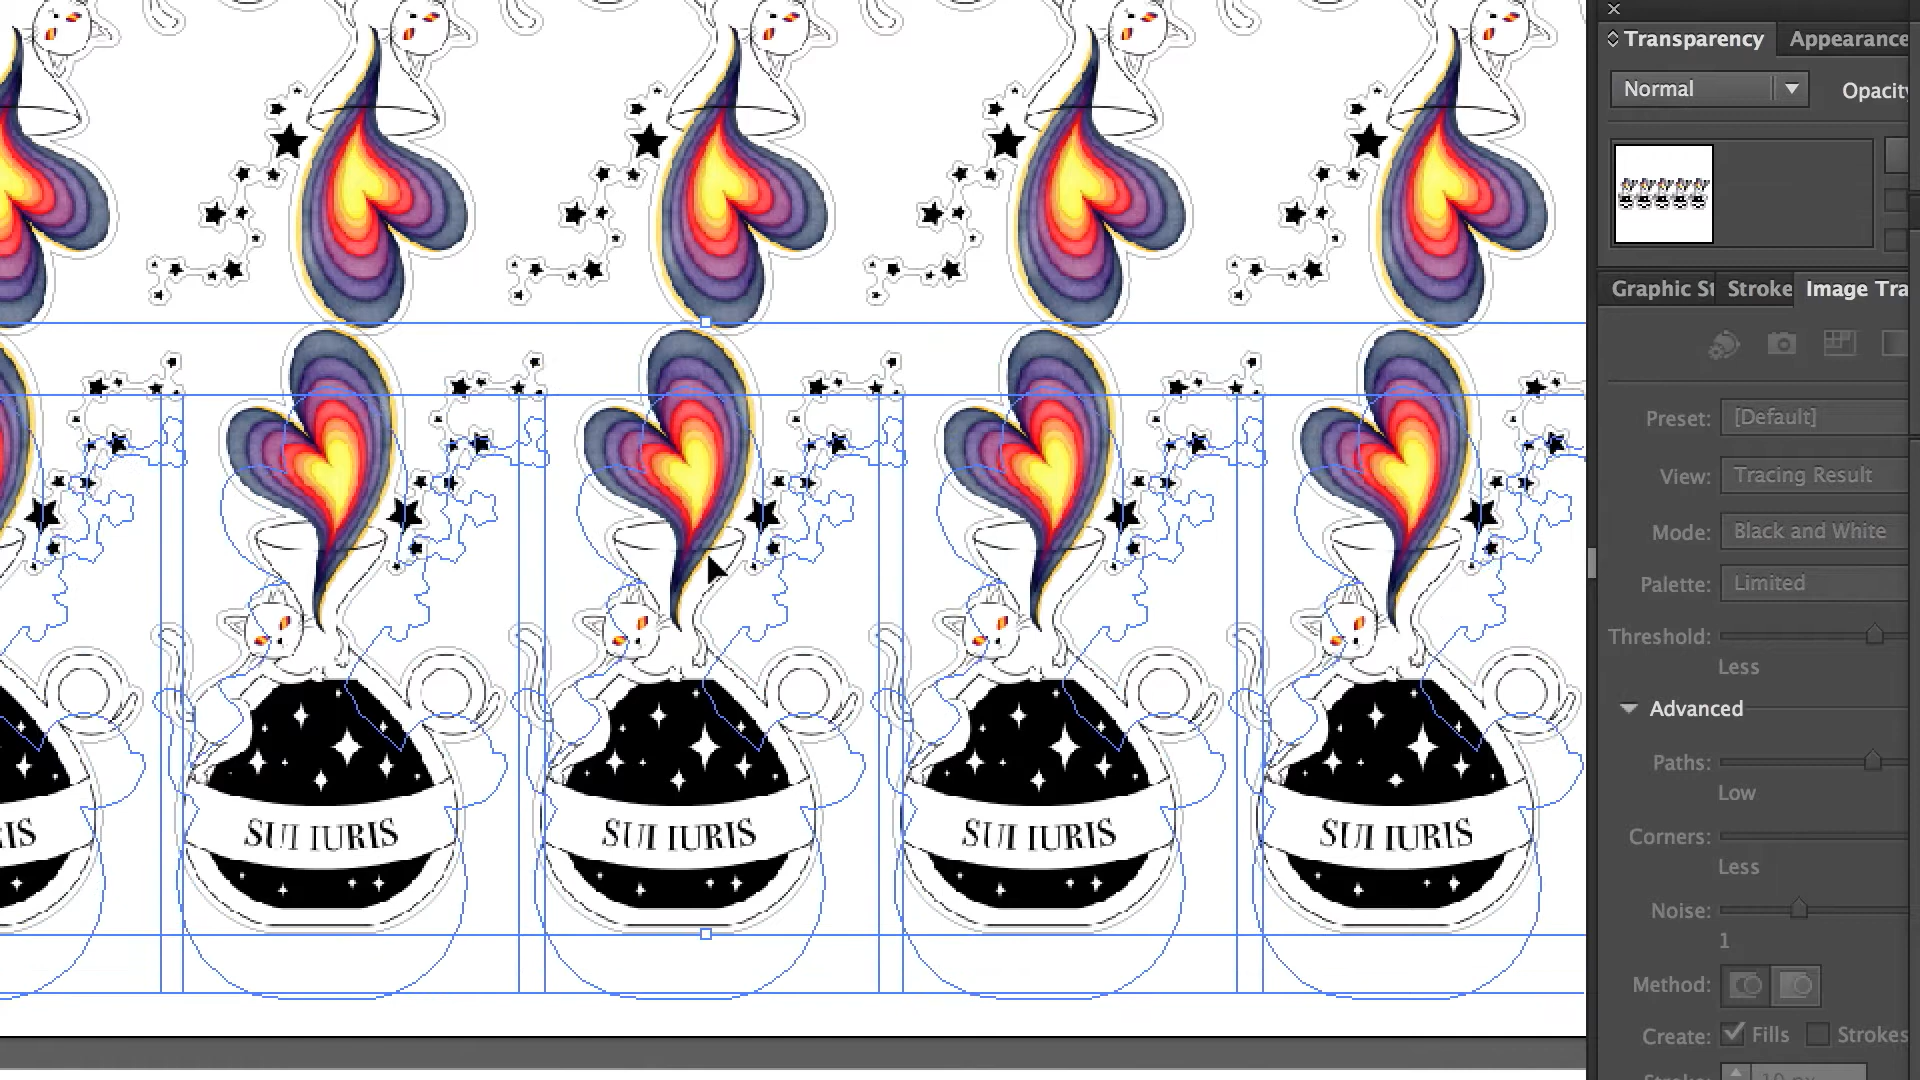 Transparency Appearance
Normal Opacity
Graphic St Stroke Image Tra
Preset: [Default]
View: Tracing Result
Mode: Black and White
Palette: Limited
Threshold:
Less
Advanced
Paths:
Low
Corners:
Less
Noise:
1
Method:
Create: Fills Strokes
IS SUI IURIS SUI IURIS SUI IURIS SUI IURIS